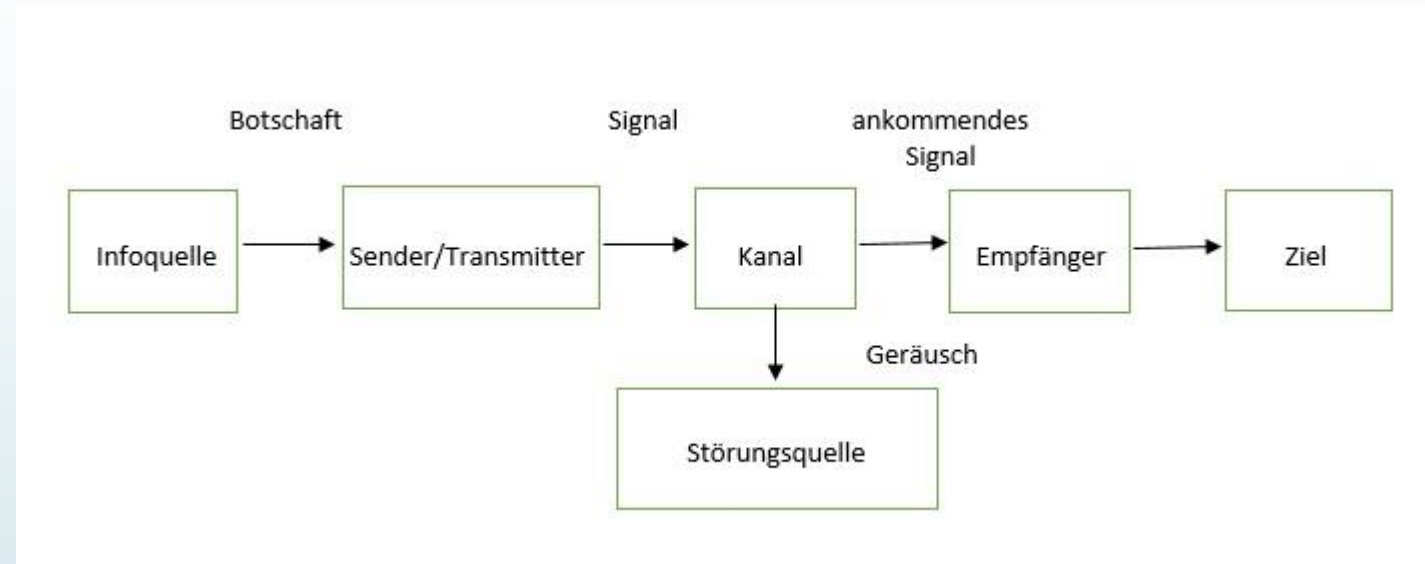 Botschaft
Signal
ankommendes
Signal
Infoquelle
Sender/Transmitter
Kanal
Empfänger
Ziel
Geräusch
Störungsquelle